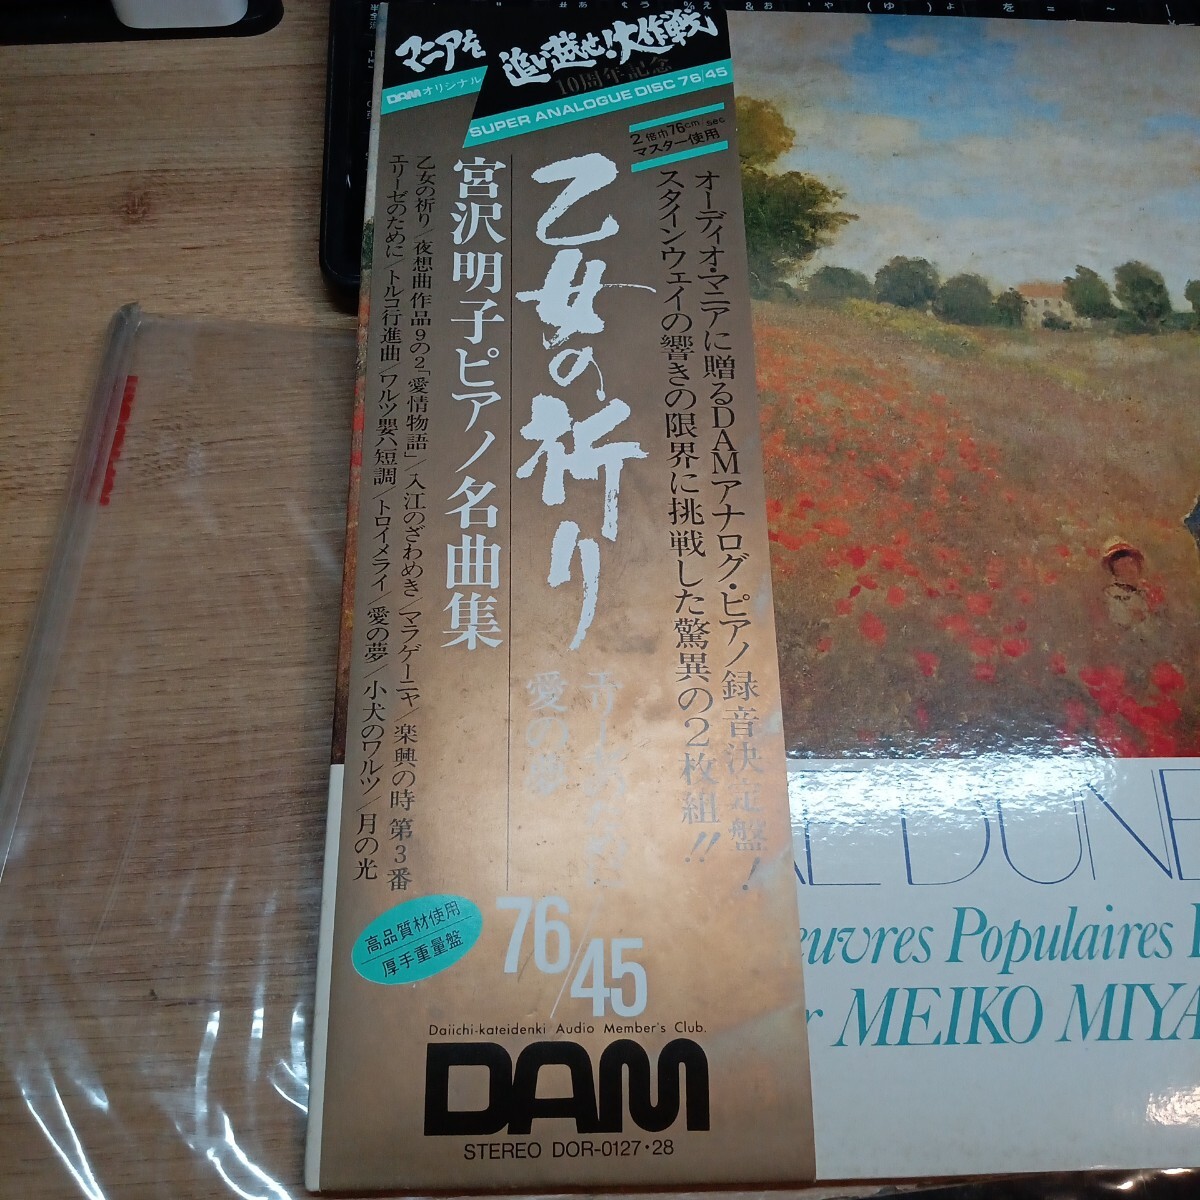 マニアを
追い越せ!大作戦
10周年記念
DAMオリジナル
SUPER ANALOGUE DISC 76/45
2倍巾76cm/sec
マスター使用
オーディオ・マニアに贈るDAMアナログ・ピアノ録音決定盤!
スタインウェイの響きの限界に挑戦した驚異の2枚組!!
乙女の祈り
エリーゼのために
愛の夢
宮沢明子ピアノ名曲集
乙女の祈り/夜想曲作品9の2「愛情物語」/入江のざわめき/マラゲーニャ/楽興の時 第3番
エリーゼのために/トルコ行進曲/ワルツ嬰ハ短調/トロイメライ/愛の夢/小犬のワルツ/月の光
高品質材使用
厚手重量盤
76/45
Daiichi-kateidenki Audio Member's Club.
DAM
STEREO DOR-0127・28
DUNE
euvres Populaires
MEIKO MIYA